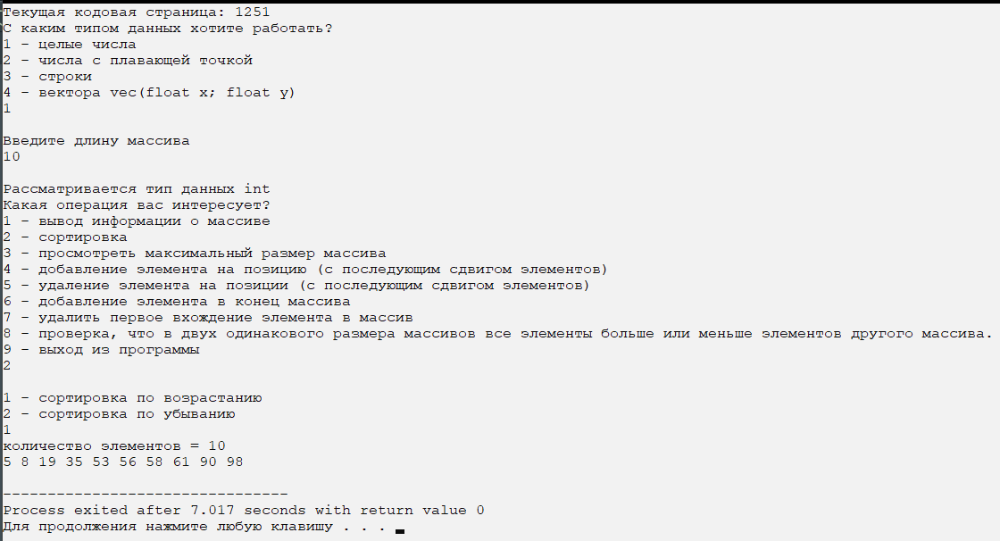 Текущая кодовая страница: 1251
С каким типом данных хотите работать?
1 - целые числа
2 - числа с плавающей точкой
3 - строки
4 - вектора vec(float x; float y)
1
Введите длину массива
10
Рассматривается тип данных int
Какая операция вас интересует?
1 - вывод информации о массиве
2 - сортировка
3 - просмотреть максимальный размер массива
4 - добавление элемента на позицию (с последующим сдвигом элементов)
5 - удаление элемента на позиции (с последующим сдвигом элементов)
6 - добавление элемента в конец массива
7 - удалить первое вхождение элемента в массив
8 - проверка, что в двух одинакового размера массивов все элементы больше или меньше элементов другого массива.
9 - выход из программы
2
1 - сортировка по возрастанию
2 - сортировка по убыванию
1
количество элементов = 10
5 8 19 35 53 56 58 61 90 98
--------------------------------
Process exited after 7.017 seconds with return value 0
Для продолжения нажмите любую клавишу . . .